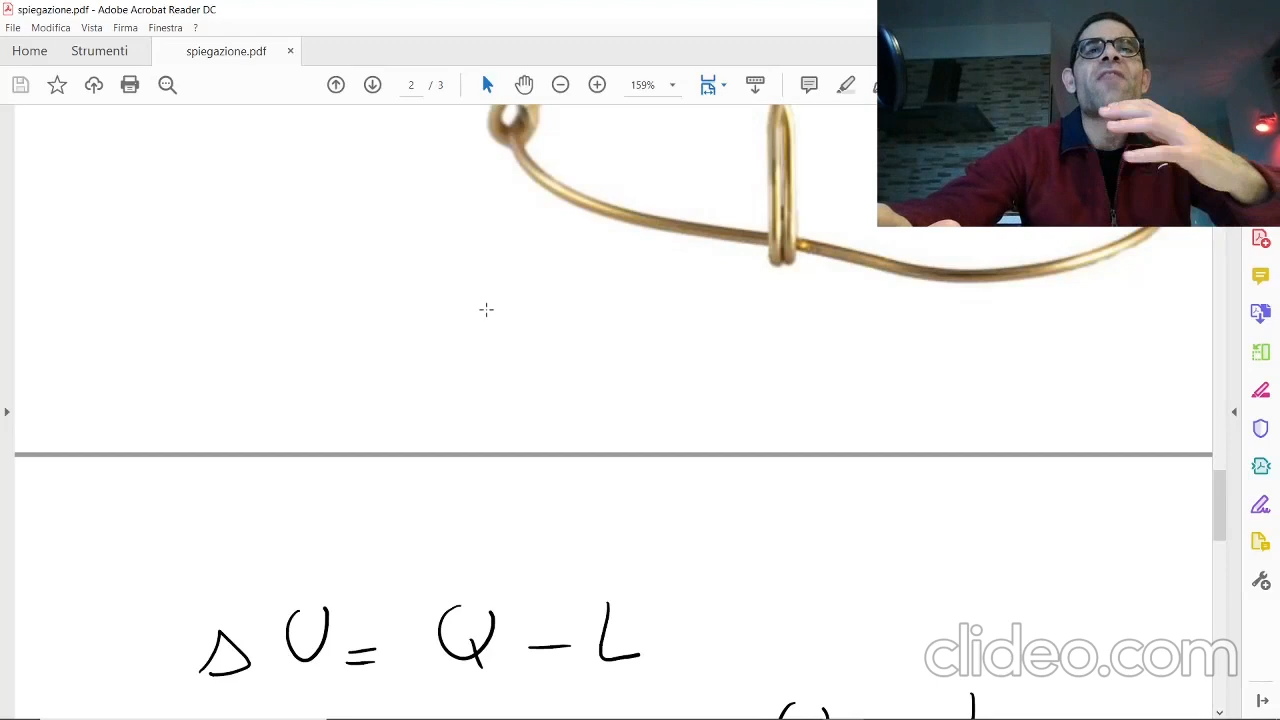 spiegazione.pdf - Adobe Acrobat Reader DC
File Modifica Vista Firma Finestra ?
Home Strumenti spiegazione.pdf ×
2 / 3 159%
Δ U = Q - L
clideo.com